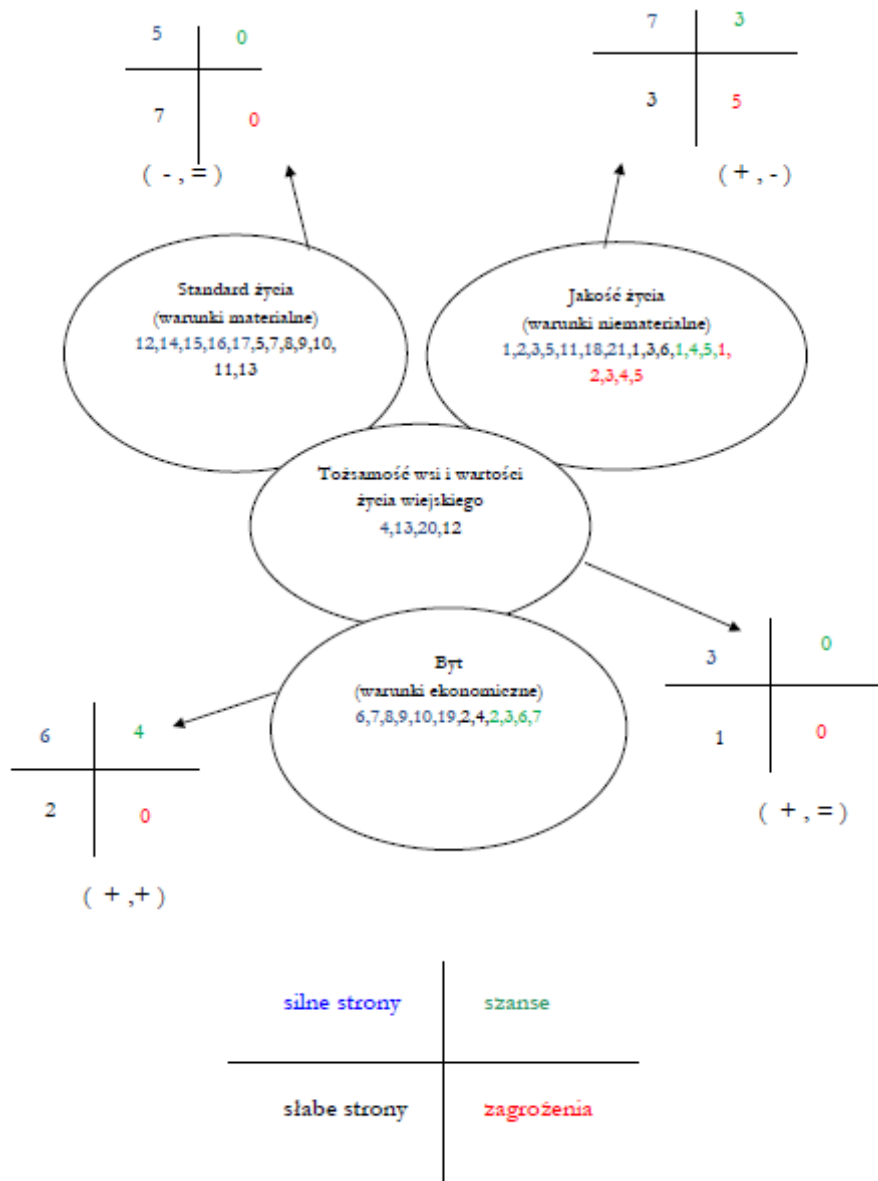 5 0
7 0
( - , = )
7 3
3 5
( + , - )
Standard życia
(warunki materialne)
12,14,15,16,17,5,7,8,9,10,
11,13
Jakość życia
(warunki niematerialne)
1,2,3,5,11,18,21,1,3,6,1,4,5,1,
2,3,4,5
Tożsamość wsi i wartości
życia wiejskiego
4,13,20,12
Byt
(warunki ekonomiczne)
6,7,8,9,10,19,2,4,2,3,6,7
3 0
1 0
( + , = )
6 4
2 0
( + ,+ )
silne strony szanse
słabe strony zagrożenia